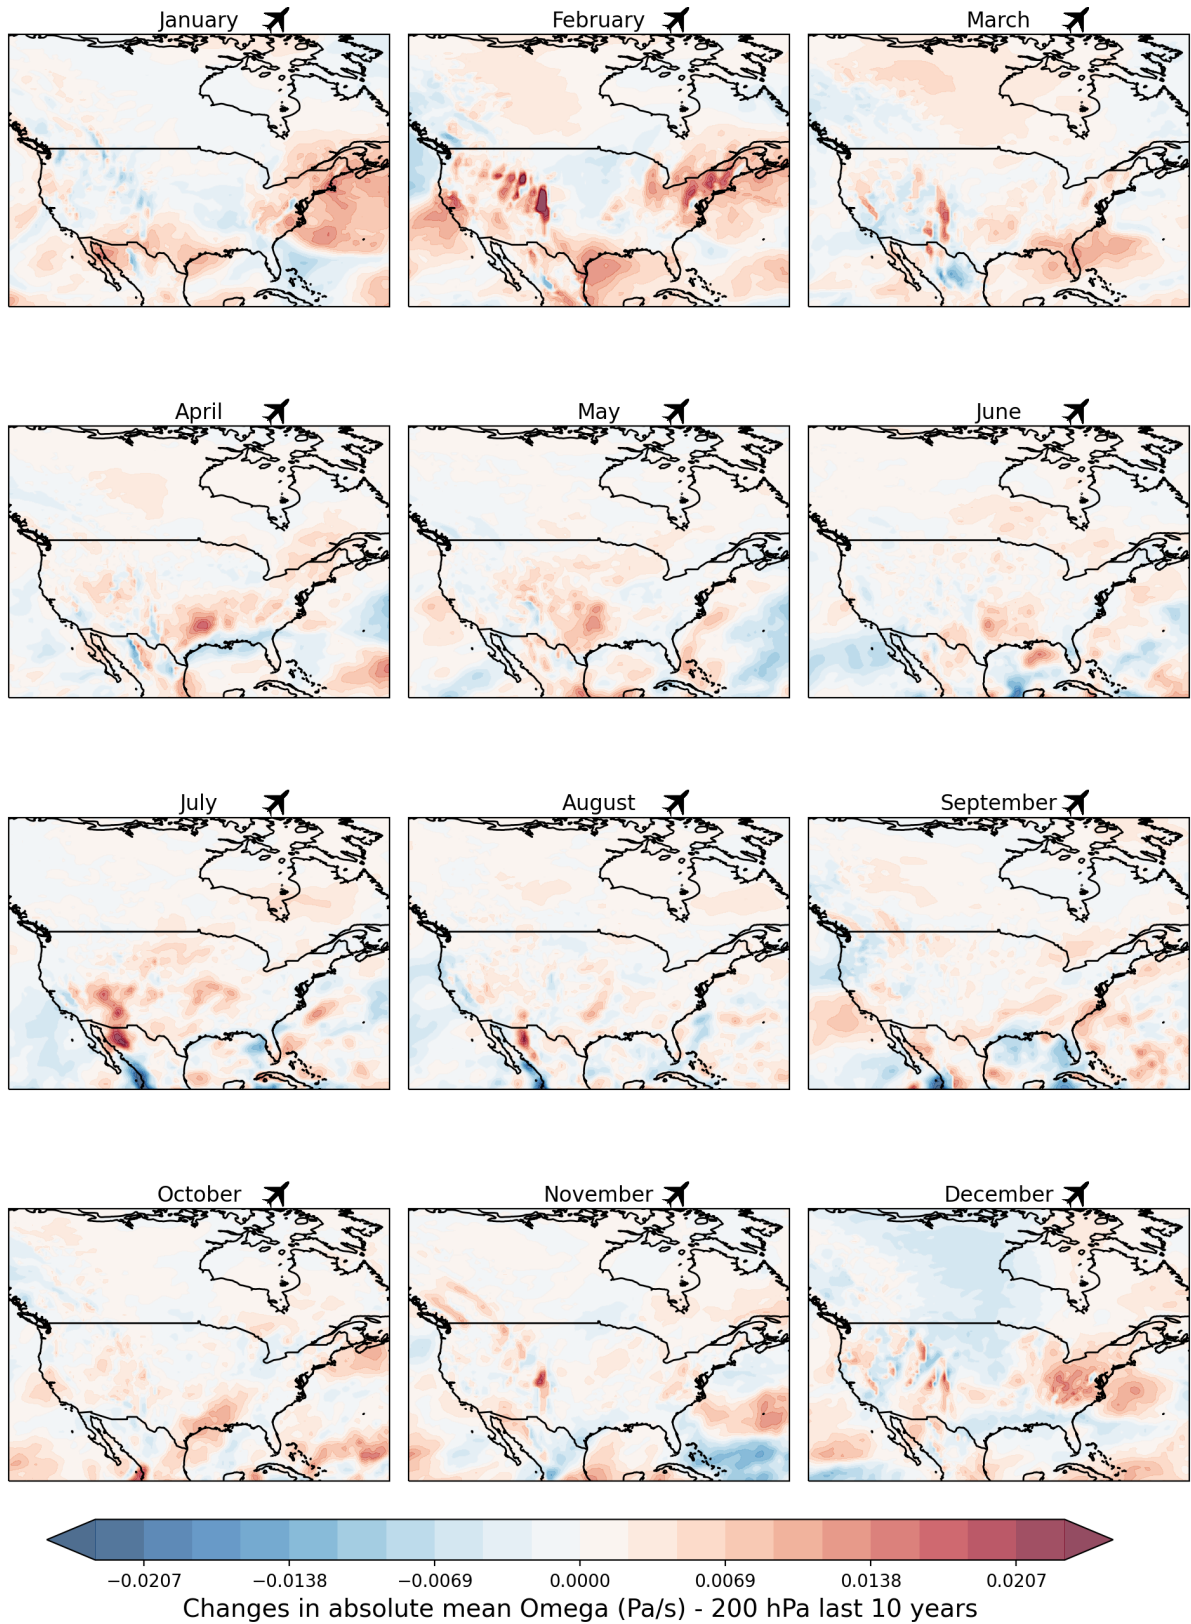 January
February
March
April
May
June
July
August
September
October
November
December
−0.0207
−0.0138
−0.0069
0.0000
0.0069
0.0138
0.0207
Changes in absolute mean Omega (Pa/s) - 200 hPa last 10 years